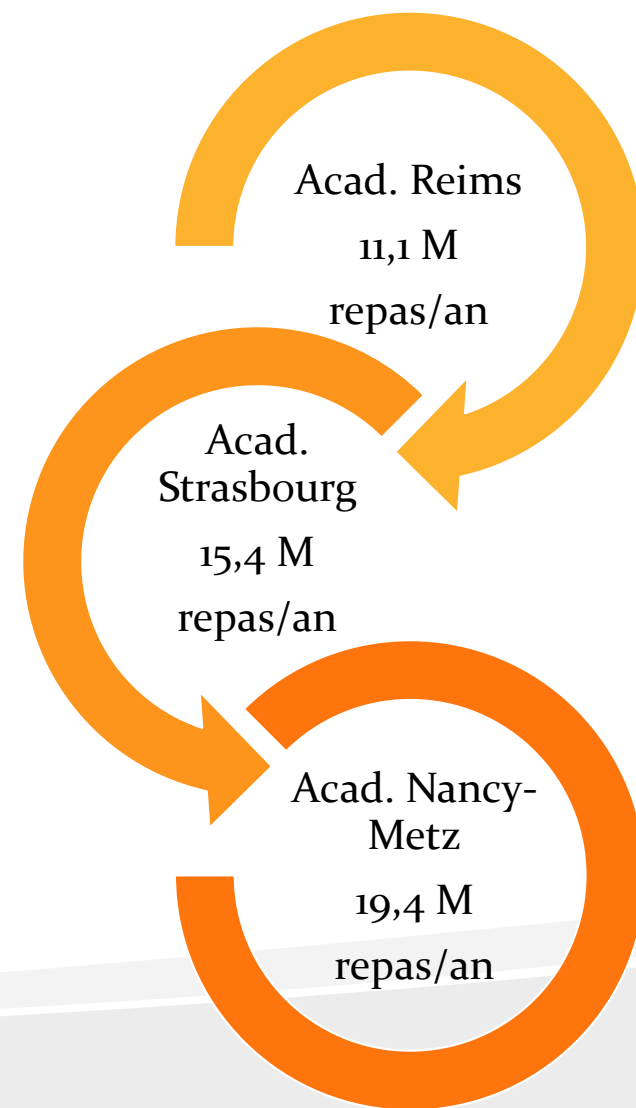 Acad. Reims
11,1 M
repas/an
Acad.
Strasbourg
15,4 M
repas/an
Acad. Nancy-
Metz
19,4 M
repas/an